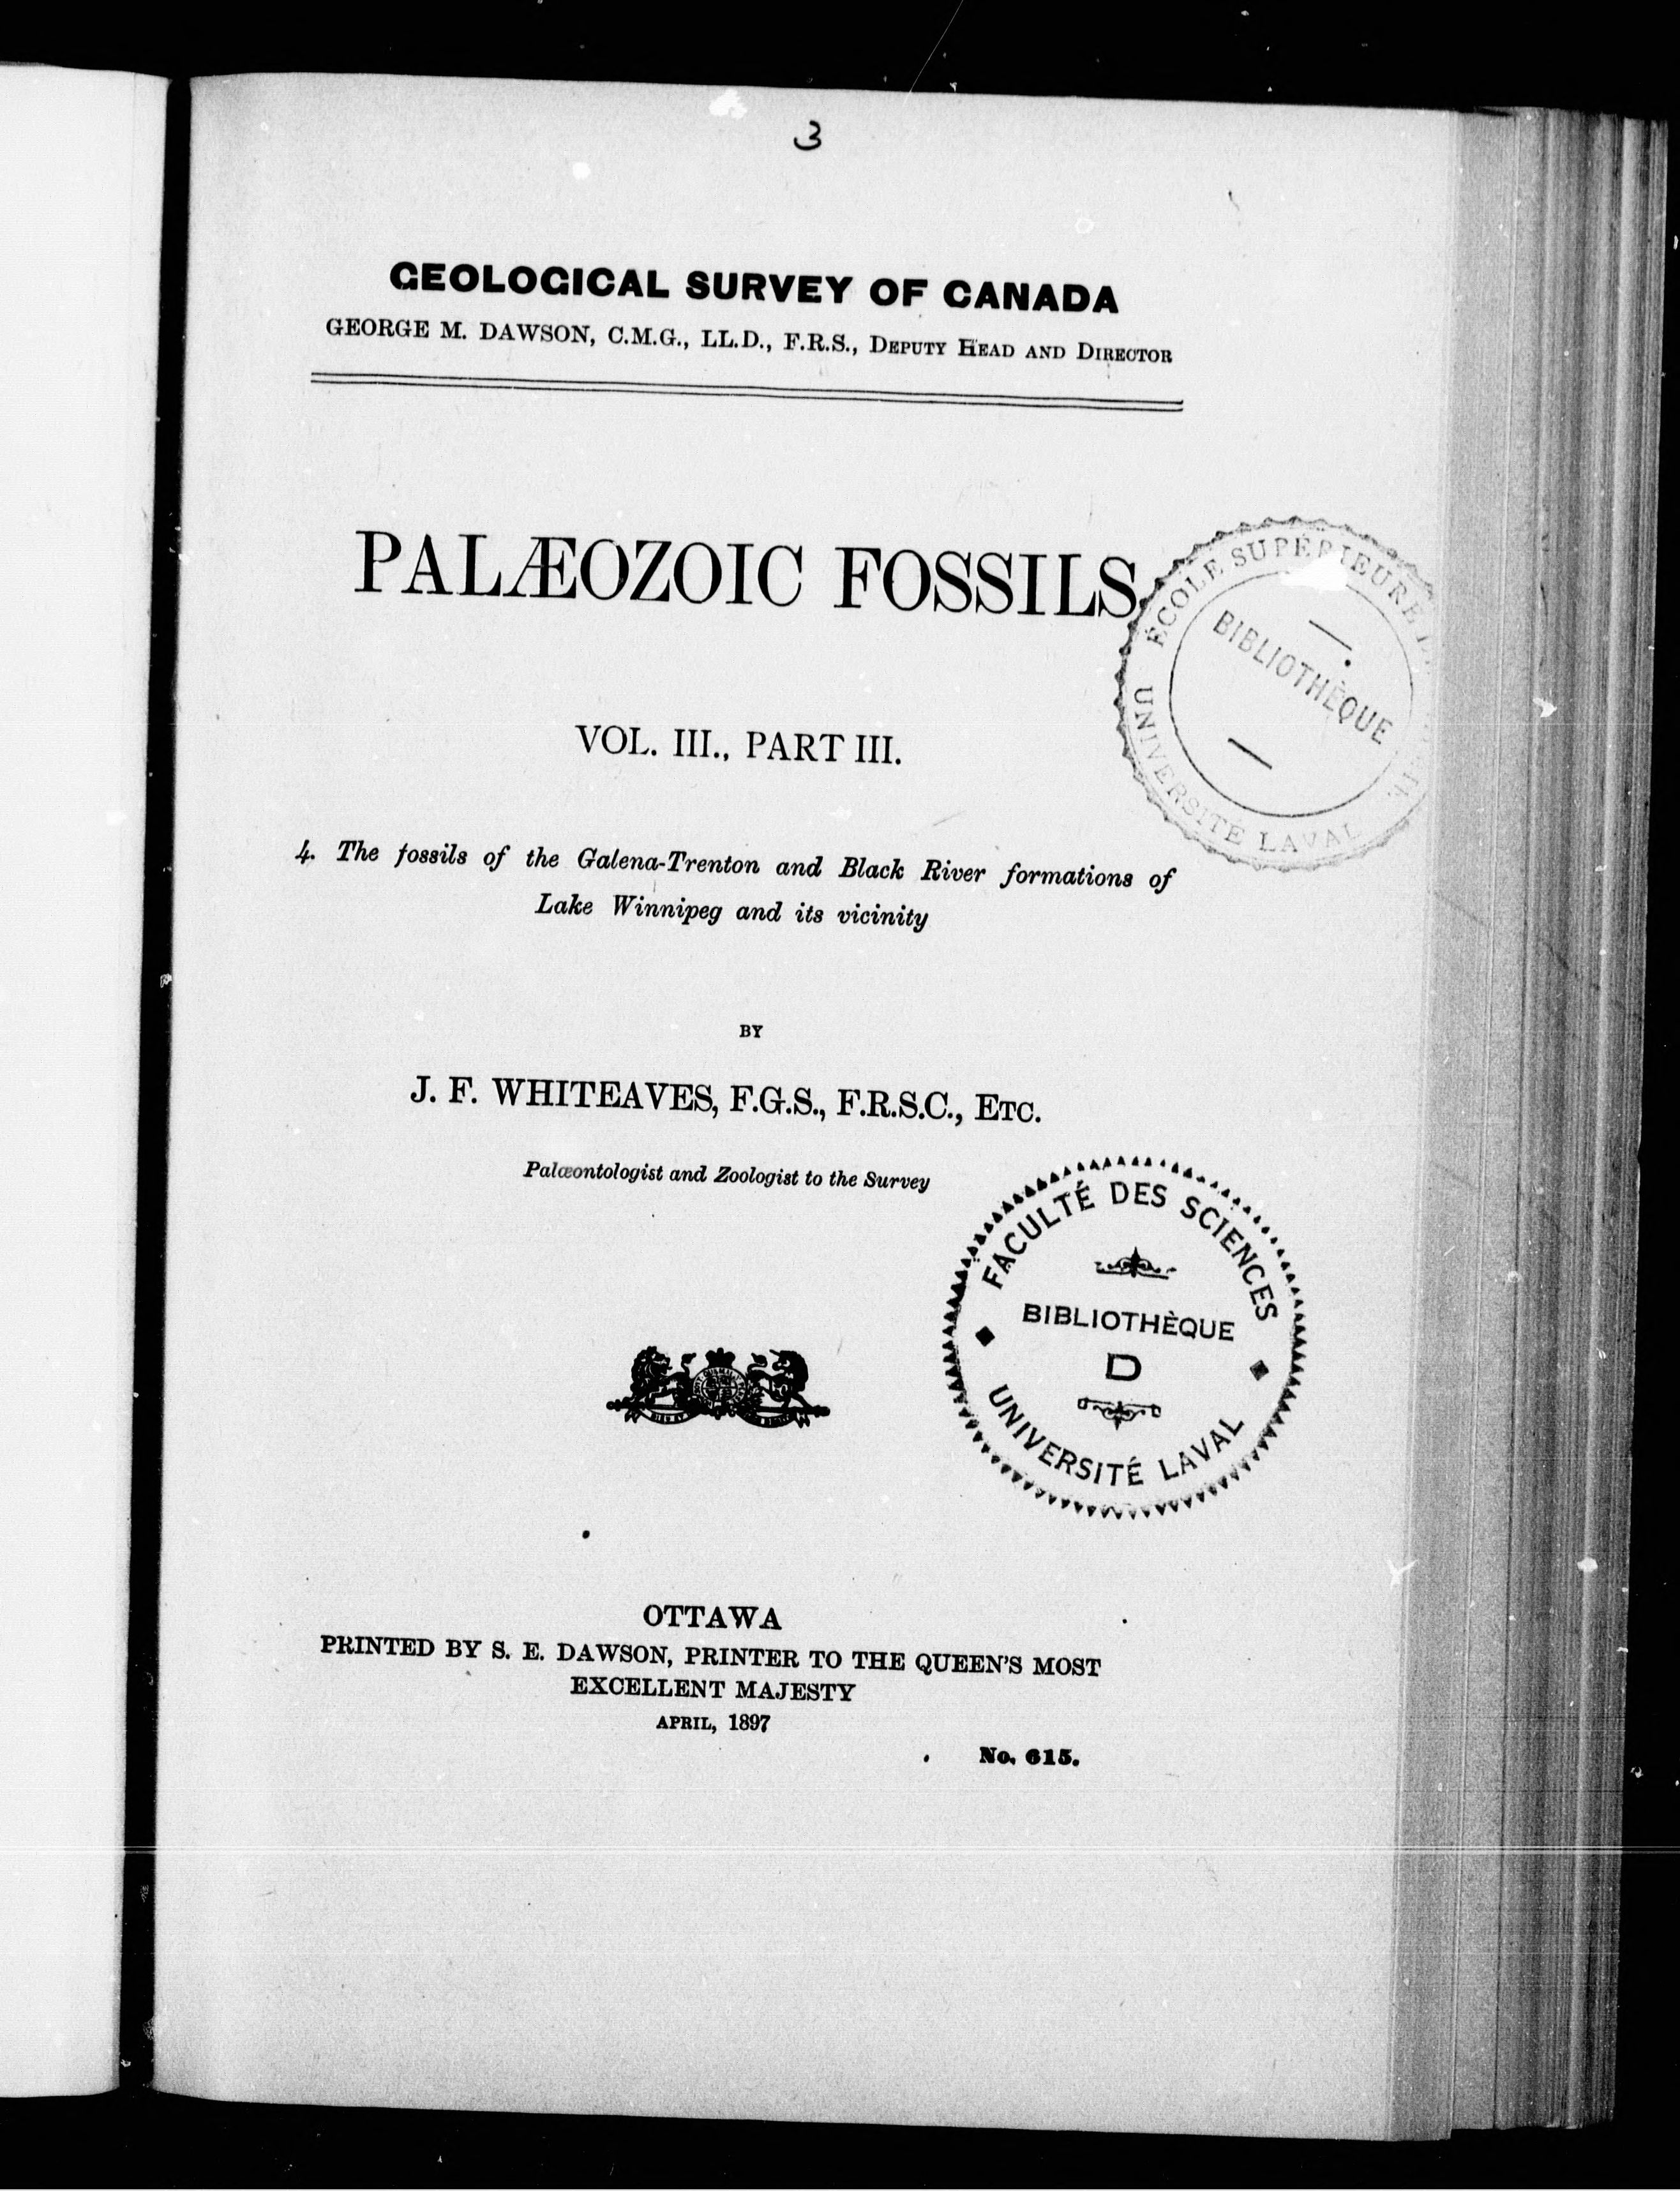 3
GEOLOGICAL SURVEY OF CANADA
GEORGE M. DAWSON, C.M.G., LL.D., F.R.S., DEPUTY HEAD AND DIRECTOR
PALÆOZOIC FOSSILS
ÉCOLE SUPÉRIEURE
BIBLIOTHÈQUE
UNIVERSITÉ LAVAL
VOL. III., PART III.
4. The fossils of the Galena-Trenton and Black River formations of
Lake Winnipeg and its vicinity
BY
J. F. WHITEAVES, F.G.S., F.R.S.C., ETC.
Palæontologist and Zoologist to the Survey
FACULTÉ DES SCIENCES
BIBLIOTHÈQUE
D
UNIVERSITÉ LAVAL
OTTAWA
PRINTED BY S. E. DAWSON, PRINTER TO THE QUEEN'S MOST
EXCELLENT MAJESTY
APRIL, 1897
No. 615.